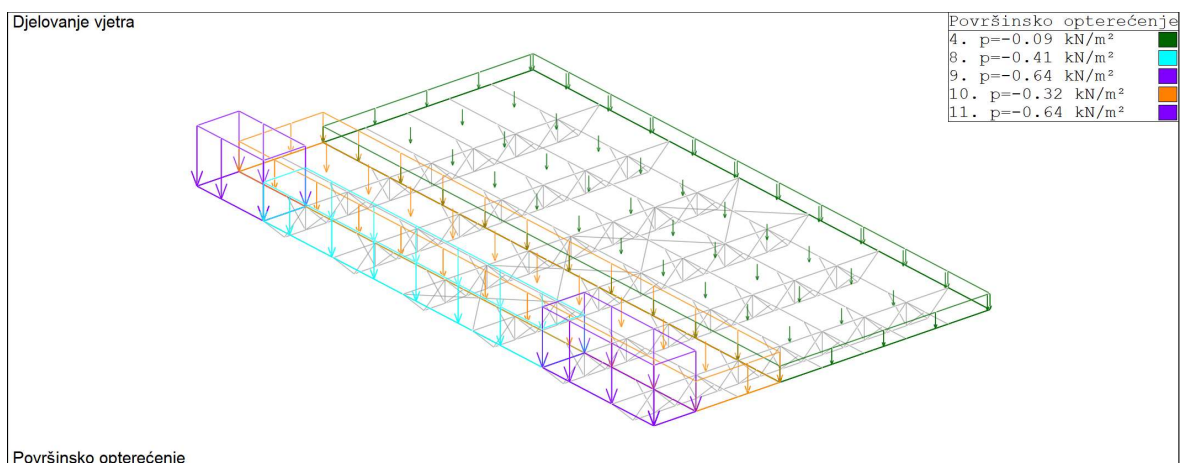 Djelovanje vjetra
Površinsko opterećenje
4. p=-0.09 kN/m²
8. p=-0.41 kN/m²
9. p=-0.64 kN/m²
10. p=-0.32 kN/m²
11. p=-0.64 kN/m²
Površinsko opterećenje